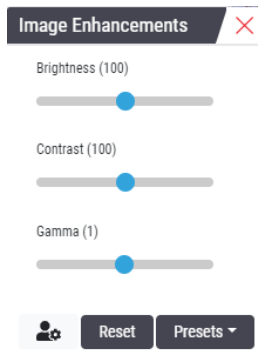 Image Enhancements
Brightness (100)
Contrast (100)
Gamma (1)
Reset Presets